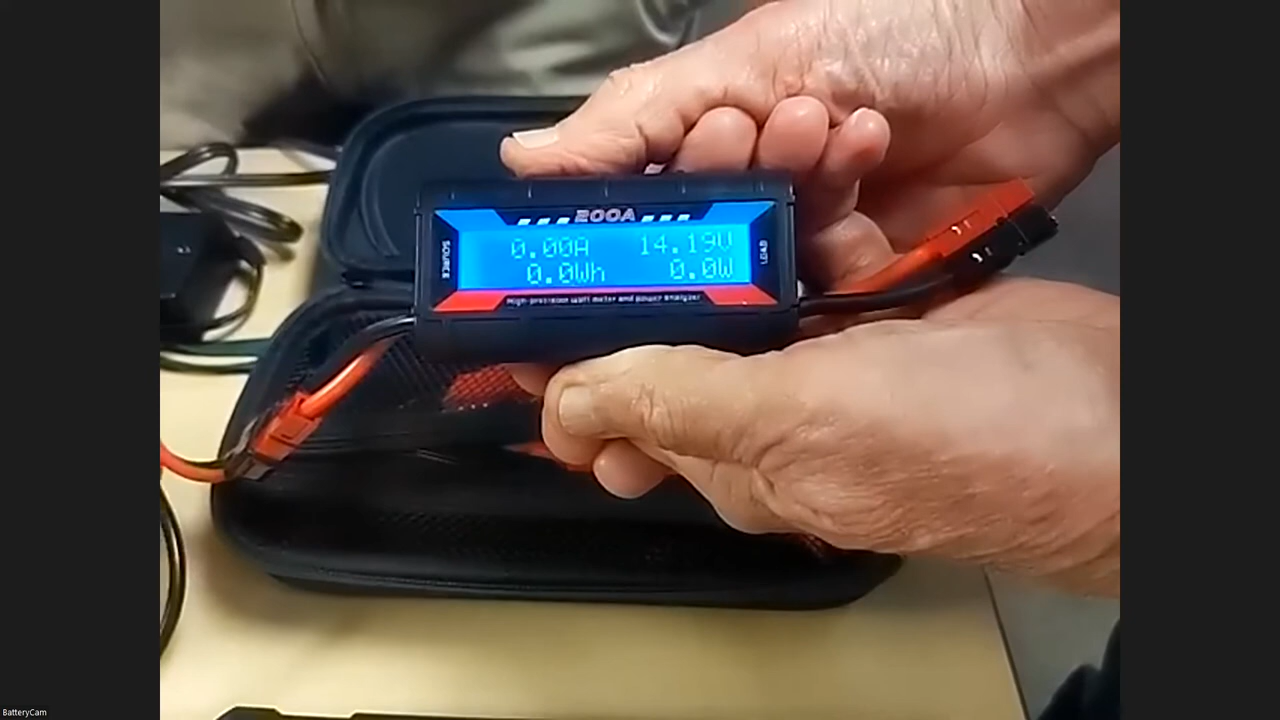 200A
SOURCE
0.00A 14.19V
LOAD
0.0Wh 0.0W
High-precision watt meter and power analyzer
BatteryCam